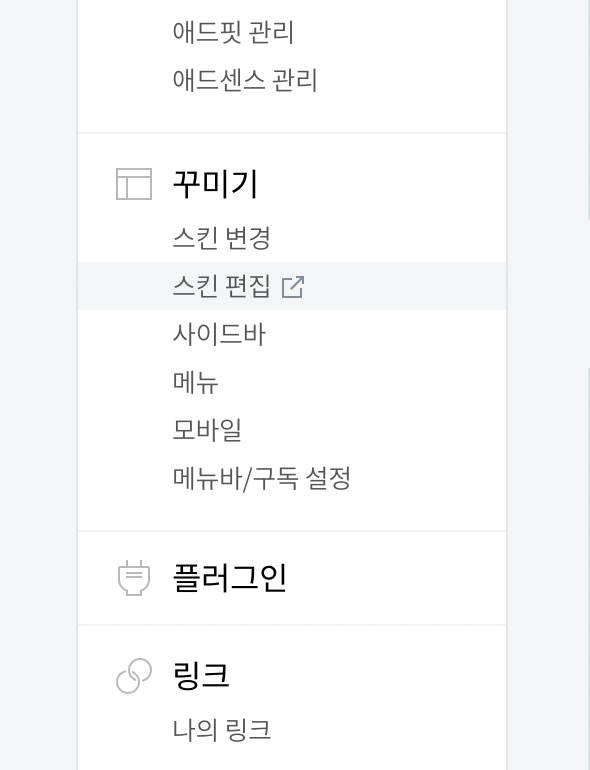 애드핏 관리
애드센스 관리
꾸미기
스킨 변경
스킨 편집
사이드바
메뉴
모바일
메뉴바/구독 설정
플러그인
링크
나의 링크